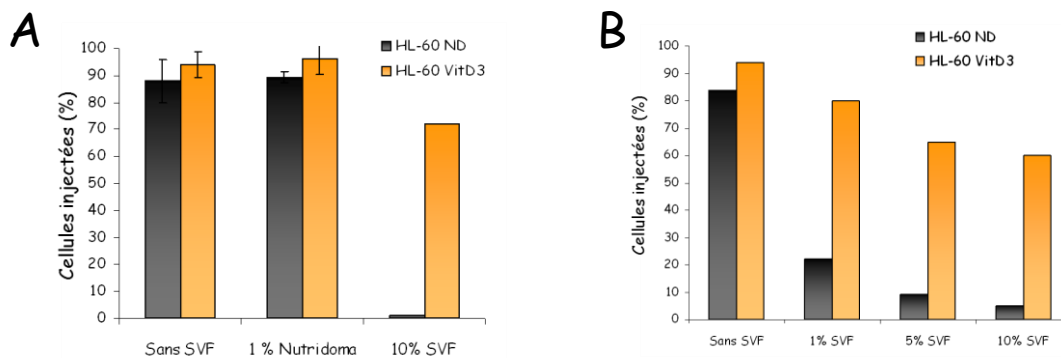 A
Cellules injectées (%)
100
90
80
70
60
50
40
30
20
10
0
HL-60 ND
HL-60 VitD3
Sans SVF 1 % Nutridoma 10% SVF
B
Cellules injectées (%)
100
90
80
70
60
50
40
30
20
10
0
HL-60 ND
HL-60 VitD3
Sans SVF 1% SVF 5% SVF 10% SVF